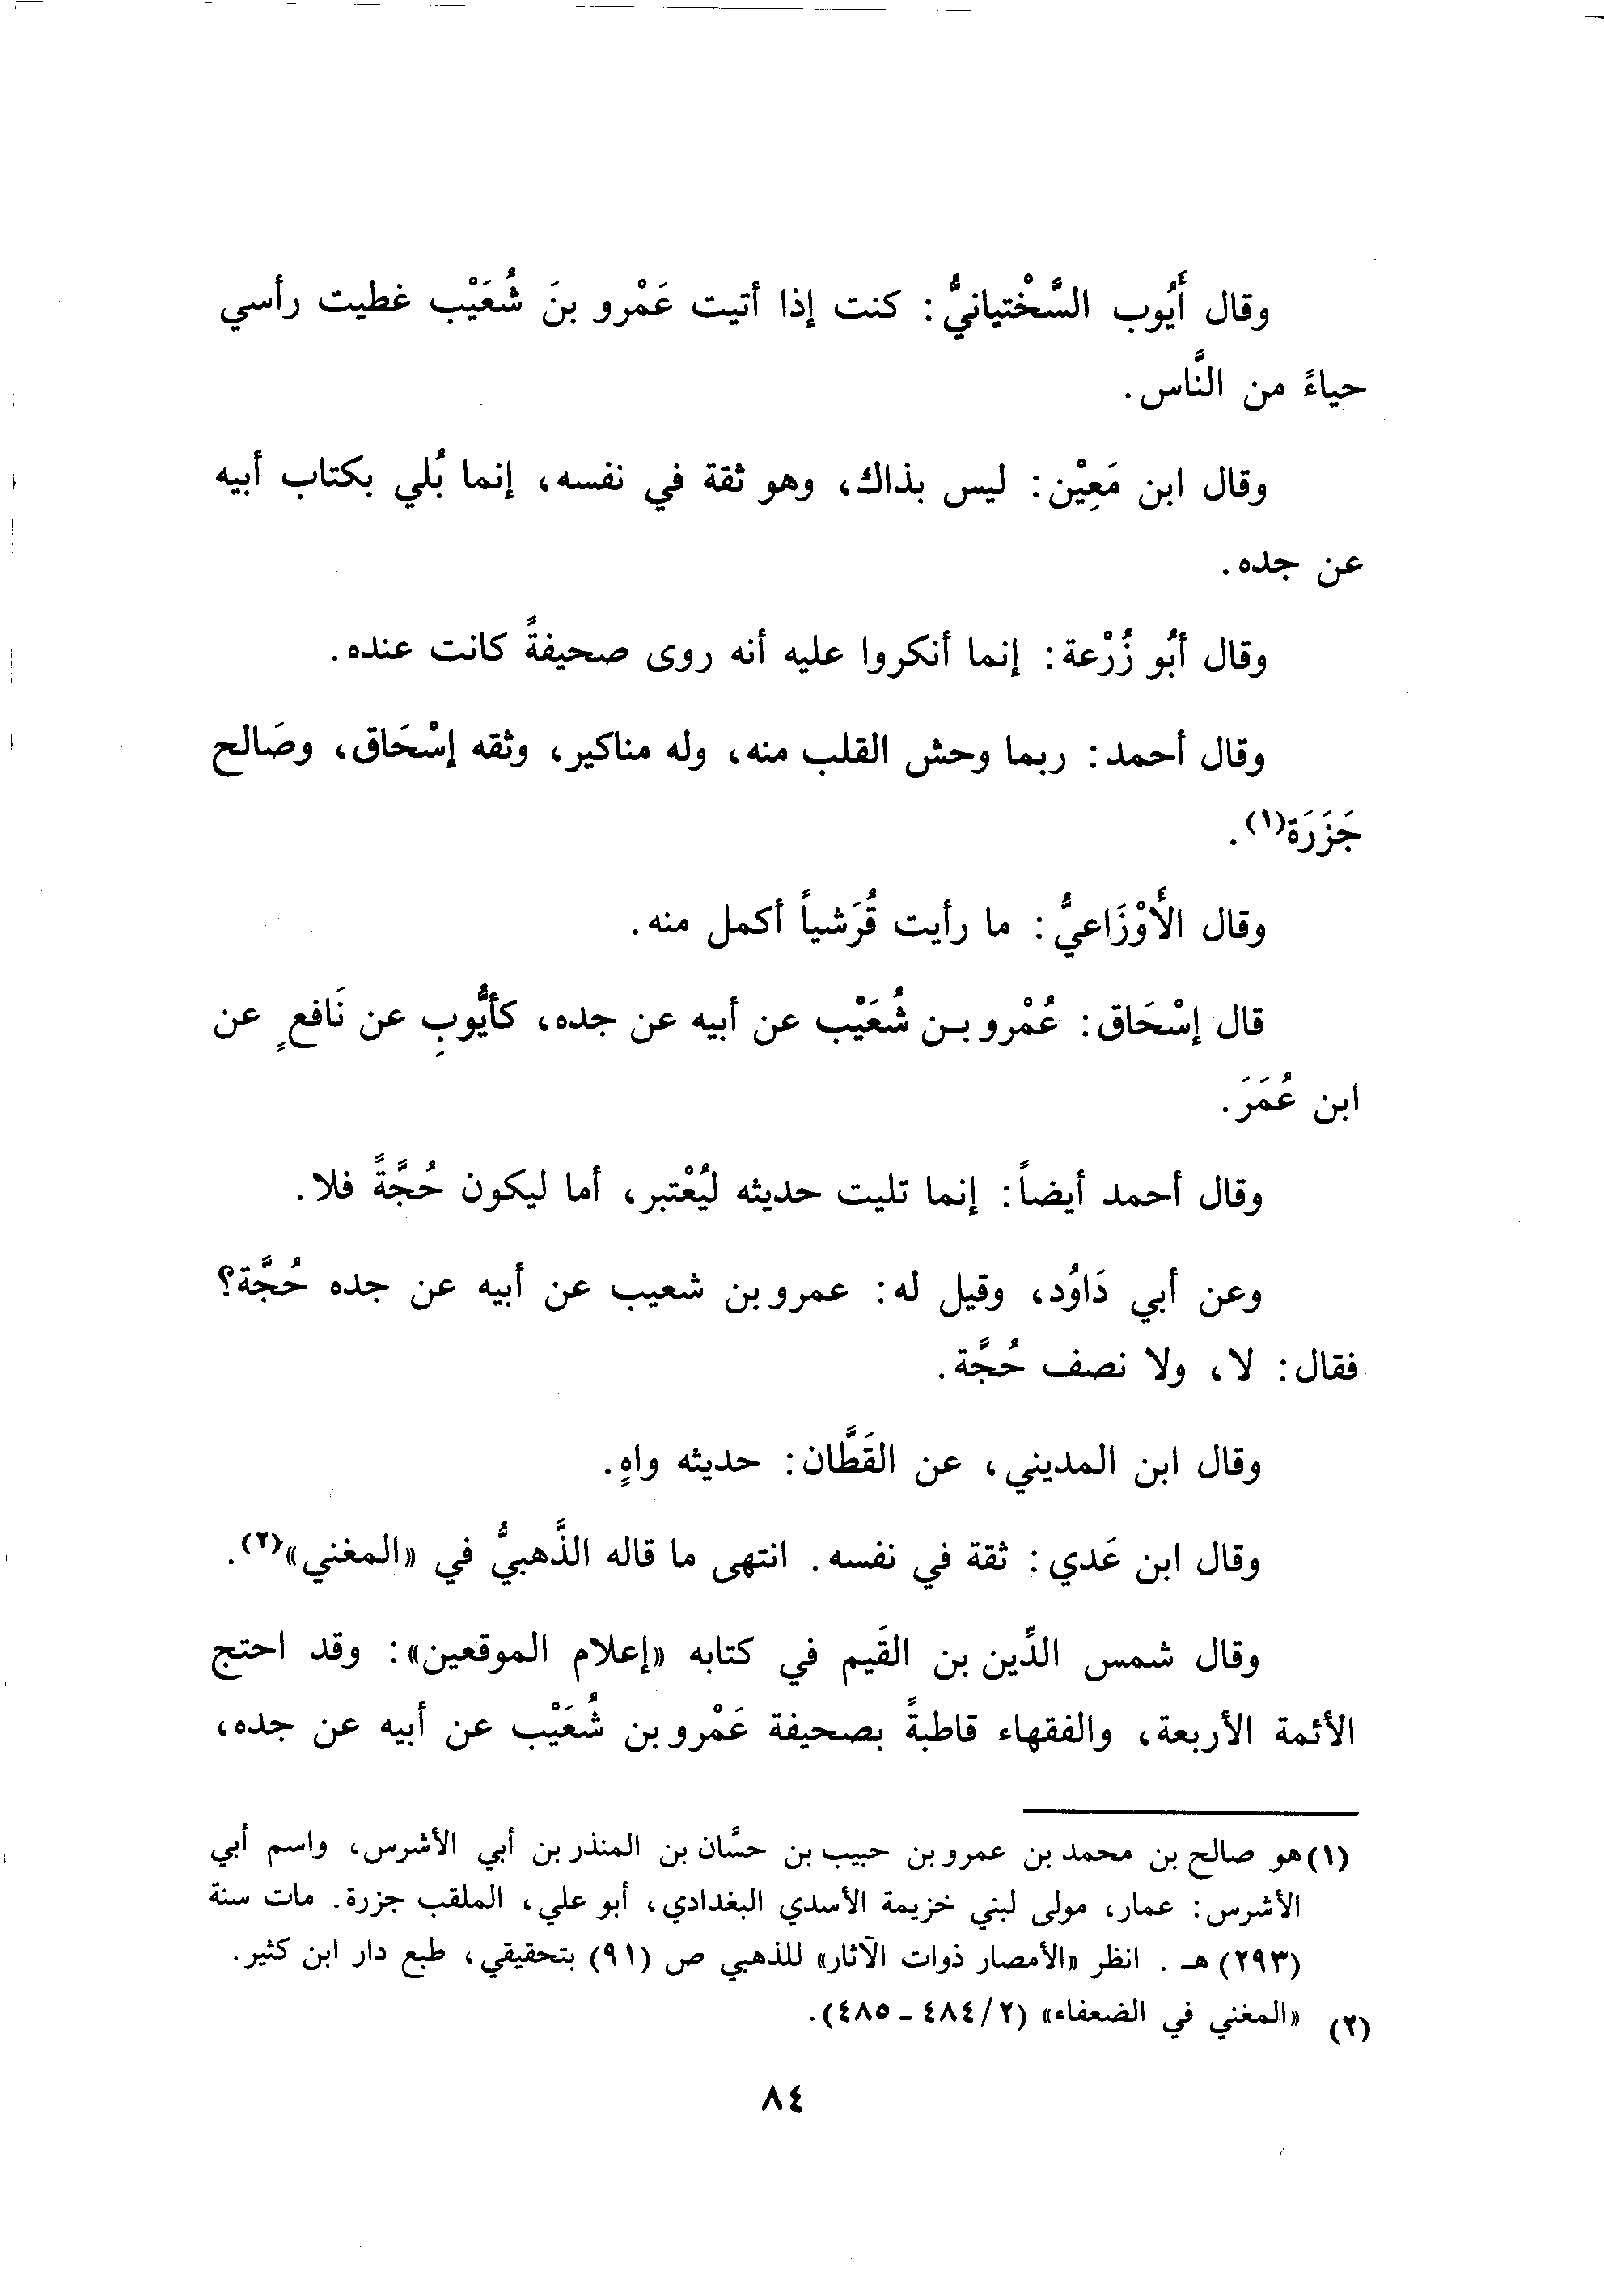 وقال أَيُوب السَّخْتيانيُّ: كنت إذا أتيت عَمْرو بنَ شُعَيْب غطيت رأسي
حياءً من النَّاس.
وقال ابن مَعِيْن: ليس بذاك، وهو ثقة في نفسه، إنما بُلي بكتاب أبيه
عن جده.
وقال أبُو زُرْعة: إنما أنكروا عليه أنه روى صحيفةً كانت عنده.
وقال أحمد: ربما وحش القلب منه، وله مناكير، وثقه إسْحَاق، وصَالح
جَزَرَة(١).
وقال الأَوْزَاعيُّ: ما رأيت قُرَشياً أكمل منه.
قال إسْحَاق: عُمْرو بـن شُعَيْب عن أبيه عن جده، كأيُّوبِ عن نَافعٍ عن
ابن عُمَرَ.
وقال أحمد أيضاً: إنما تليت حديثه ليُعْتبر، أما ليكون حُجَّةً فلا.
وعن أبي دَاوُد، وقيل له: عمرو بن شعيب عن أبيه عن جده حُجَّة؟
فقال: لا، ولا نصف حُجَّة.
وقال ابن المديني، عن القَطَّان: حديثه واهٍ.
وقال ابن عَدي: ثقة في نفسه. انتهى ما قاله الذَّهبيُّ في «المغني»(٢).
وقال شمس الدِّين بن القَيم في كتابه «إعلام الموقعين»: وقد احتج
الأئمة الأربعة، والفقهاء قاطبةً بصحيفة عَمْرو بن شُعَيْب عن أبيه عن جده،
(١) هو صالح بن محمد بن عمرو بن حبيب بن حسَّان بن المنذر بن أبي الأشرس، واسم أبي
الأشرس: عمار، مولى لبني خزيمة الأسدي البغدادي، أبو علي، الملقب جزرة. مات سنة
(٢٩٣) هـ. انظر «الأمصار ذوات الآثار» للذهبي ص (٩١) بتحقيقي، طبع دار ابن كثير.
(٢) «المغني في الضعفاء» (٢/٤٨٤ - ٤٨٥).
٨٤